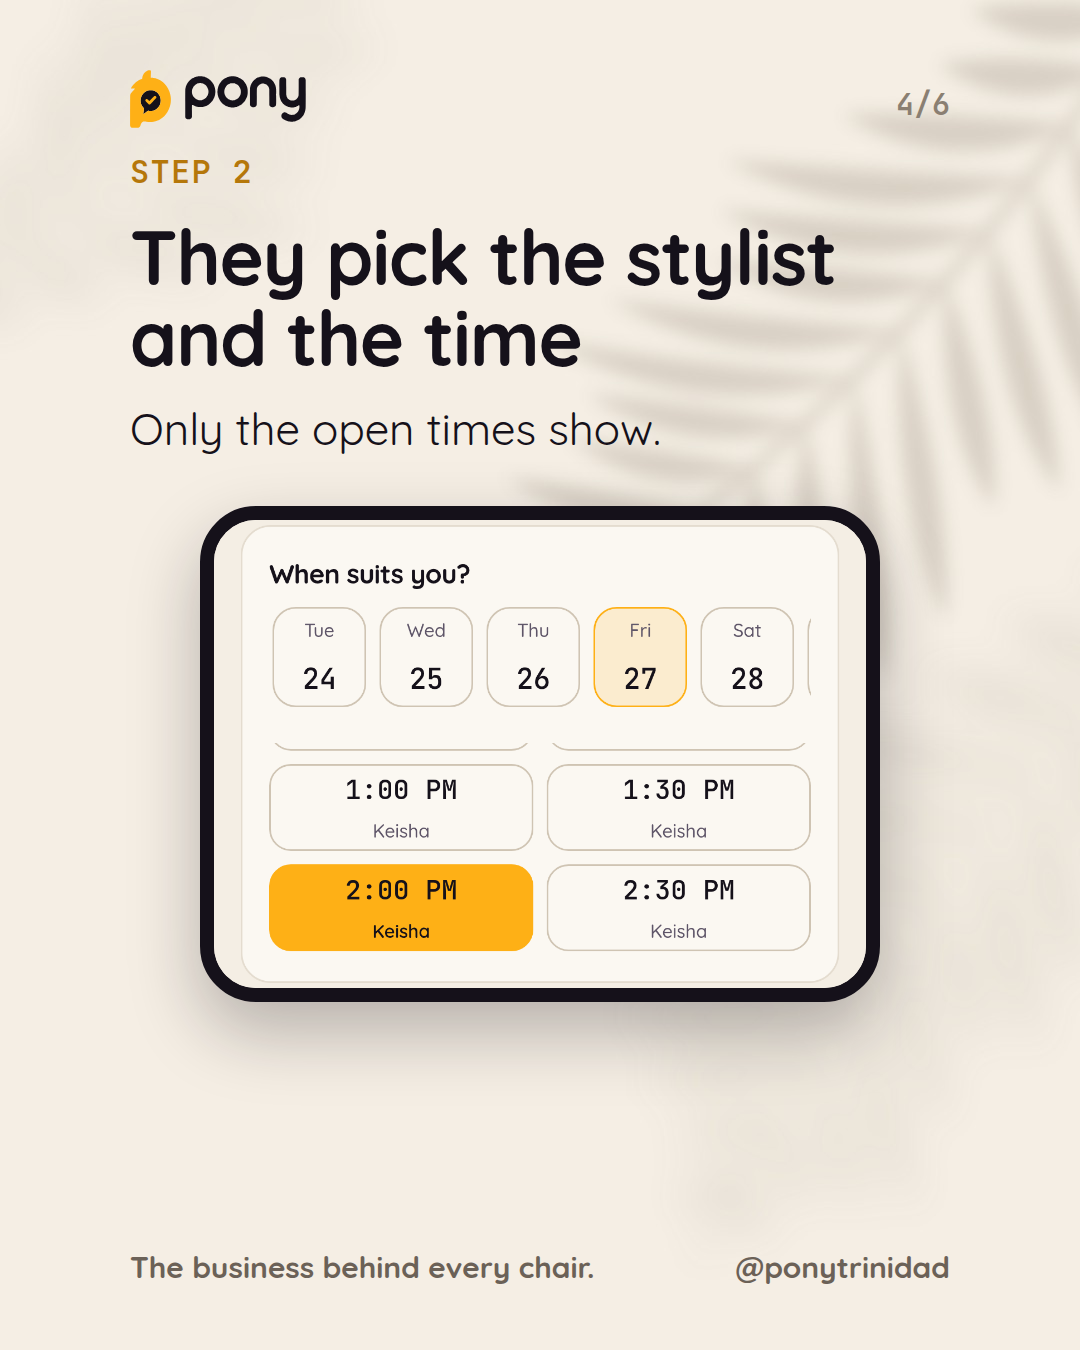 pony
4/6
STEP 2
They pick the stylist
and the time
Only the open times show.
When suits you?
Tue Wed Thu Fri Sat
24 25 26 27 28
1:00 PM 1:30 PM
Keisha Keisha
2:00 PM 2:30 PM
Keisha Keisha
The business behind every chair. @ponytrinidad